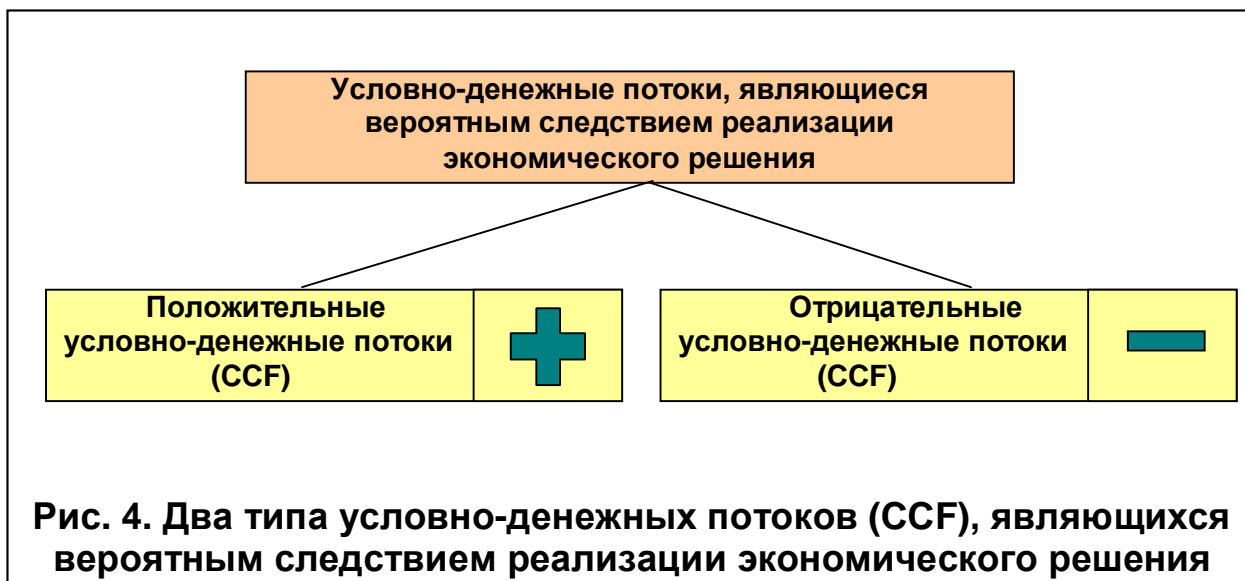 Условно-денежные потоки, являющиеся
вероятным следствием реализации
экономического решения
Положительные
условно-денежные потоки
(CCF)
Отрицательные
условно-денежные потоки
(CCF)
Рис. 4. Два типа условно-денежных потоков (CCF), являющихся
вероятным следствием реализации экономического решения